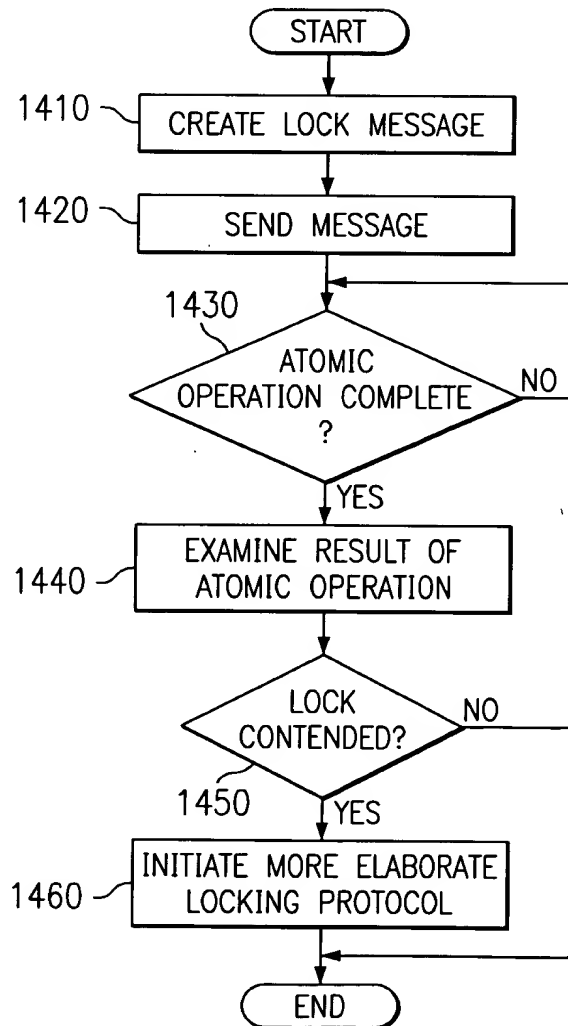 START
1410
CREATE LOCK MESSAGE
1420
SEND MESSAGE
1430
ATOMIC
OPERATION COMPLETE
?
NO
YES
1440
EXAMINE RESULT OF
ATOMIC OPERATION
LOCK
CONTENDED?
NO
1450
YES
1460
INITIATE MORE ELABORATE
LOCKING PROTOCOL
END